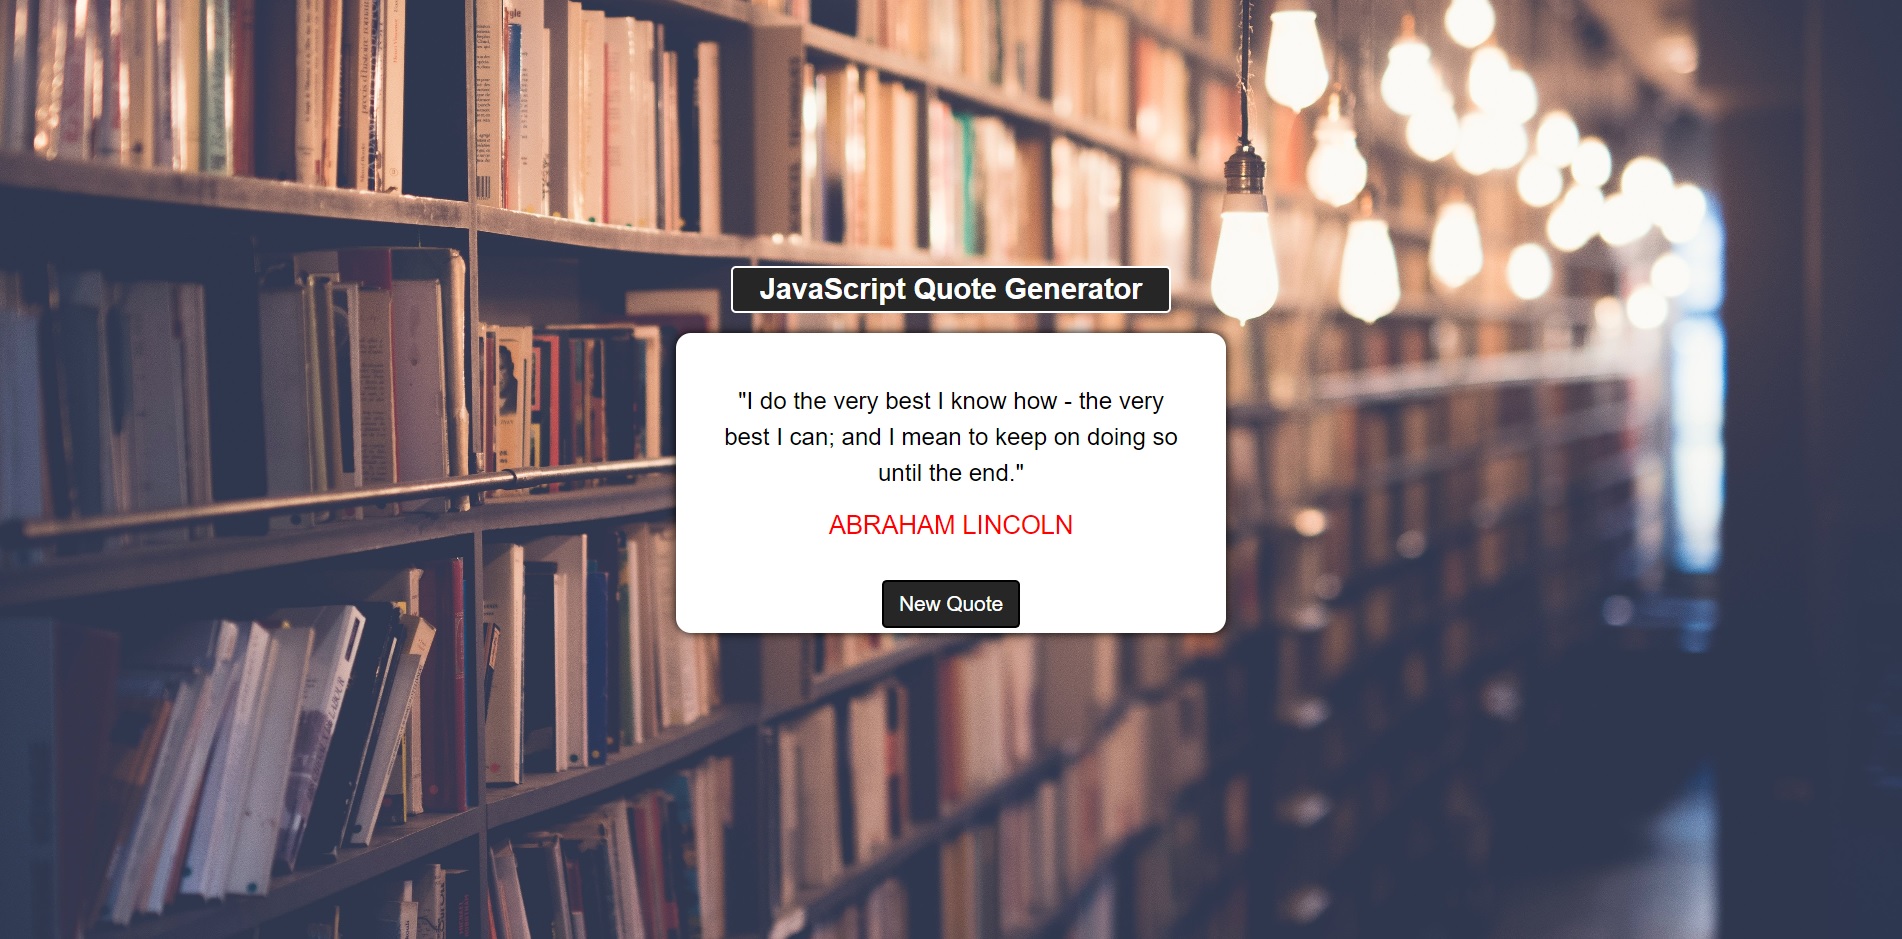 JavaScript Quote Generator
"I do the very best I know how - the very
best I can; and I mean to keep on doing so
until the end."
ABRAHAM LINCOLN
New Quote